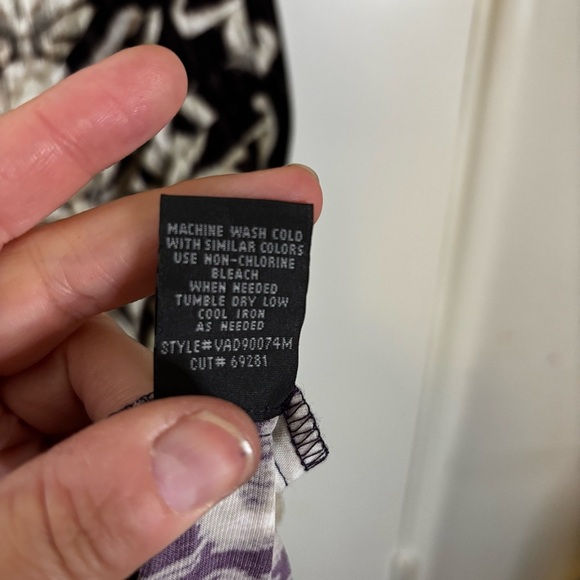 MACHINE WASH COLD
WITH SIMILAR COLORS
USE NON-CHLORINE
BLEACH
WHEN NEEDED
TUMBLE DRY LOW
COOL IRON
AS NEEDED
STYLE#VAD90074M
CUT# 69281